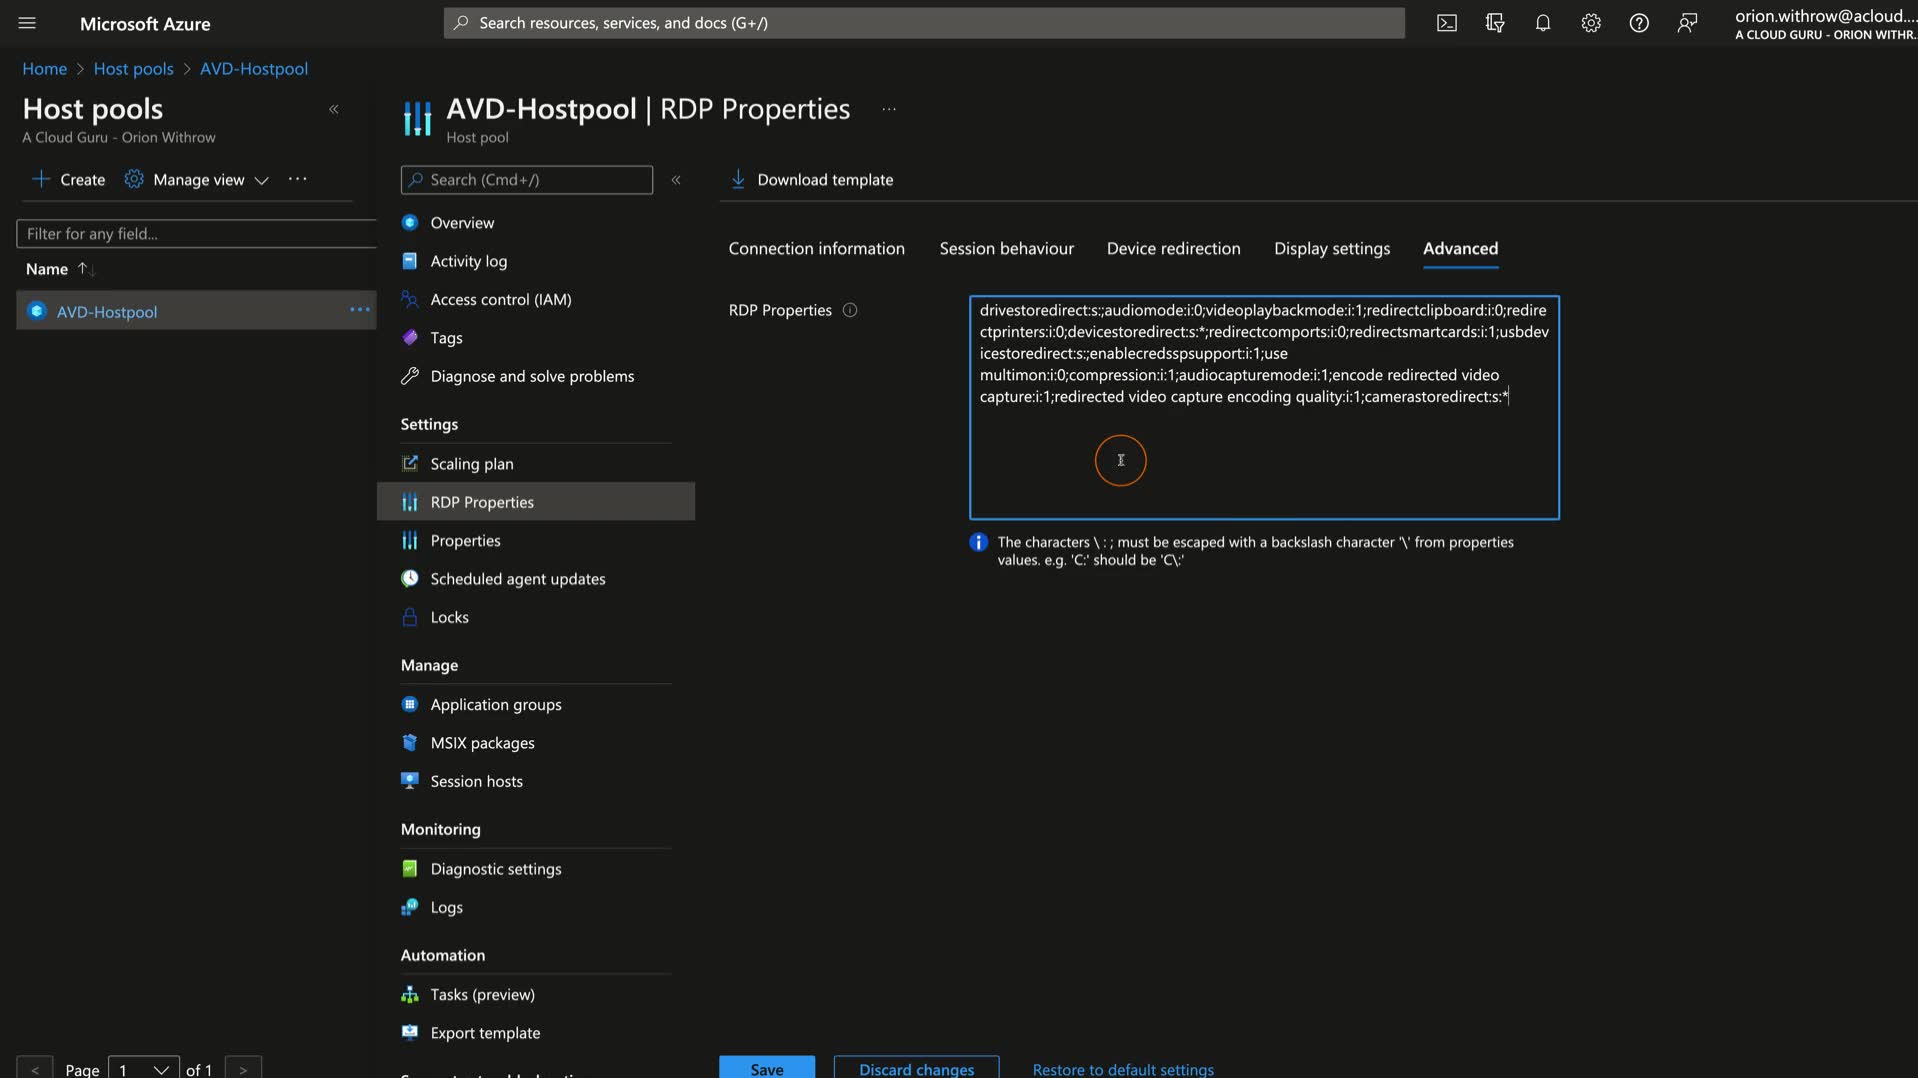 Microsoft Azure
Search resources, services, and docs (G+/)
orion.withrow@acloud....
A CLOUD GURU - ORION WITHR...
Home > Host pools > AVD-Hostpool
Host pools
A Cloud Guru - Orion Withrow
Create
Manage view
...
Filter for any field...
Name
AVD-Hostpool
...
Page 1 of 1
AVD-Hostpool | RDP Properties
...
Host pool
Search (Cmd+/)
Overview
Activity log
Access control (IAM)
Tags
Diagnose and solve problems
Settings
Scaling plan
RDP Properties
Properties
Scheduled agent updates
Locks
Manage
Application groups
MSIX packages
Session hosts
Monitoring
Diagnostic settings
Logs
Automation
Tasks (preview)
Export template
Download template
Connection information
Session behaviour
Device redirection
Display settings
Advanced
RDP Properties
drivestoredirect:s:;audiomode:i:0;videoplaybackmode:i:1;redirectclipboard:i:0;redire
ctprinters:i:0;devicestoredirect:s:*;redirectcomports:i:0;redirectsmartcards:i:1;usbdev
icestoredirect:s:;enablecredsspsupport:i:1;use
multimon:i:0;compression:i:1;audiocapturemode:i:1;encode redirected video
capture:i:1;redirected video capture encoding quality:i:1;camerastoredirect:s:*
The characters \ : ; must be escaped with a backslash character '\' from properties
values. e.g. 'C:' should be 'C\:'
Save
Discard changes
Restore to default settings